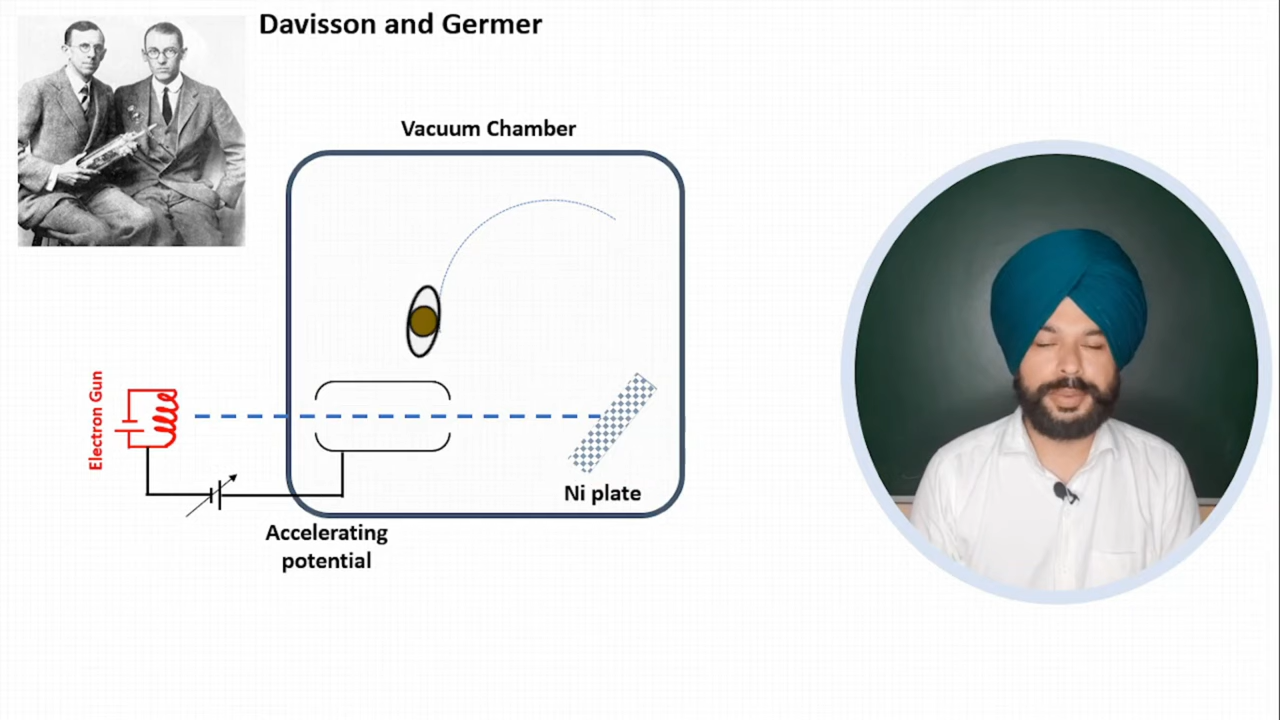 Davisson and Germer
Vacuum Chamber
Electron Gun
Ni plate
Accelerating
potential